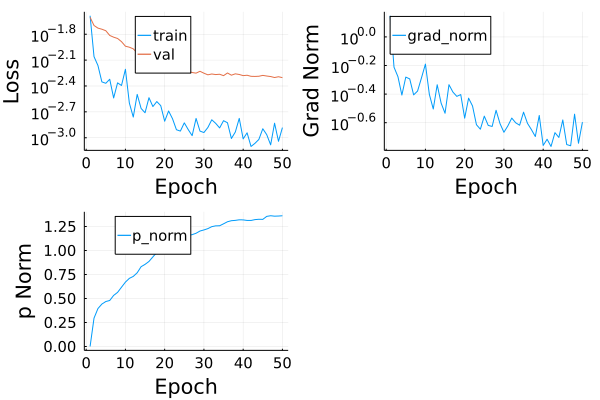 Loss
10^−1.8
10^−2.1
10^−2.4
10^−2.7
10^−3.0
train
val
0 10 20 30 40 50
Epoch
Grad Norm
10^0.0
10^−0.2
10^−0.4
10^−0.6
grad_norm
0 10 20 30 40 50
Epoch
p Norm
1.25
1.00
0.75
0.50
0.25
0.00
p_norm
0 10 20 30 40 50
Epoch